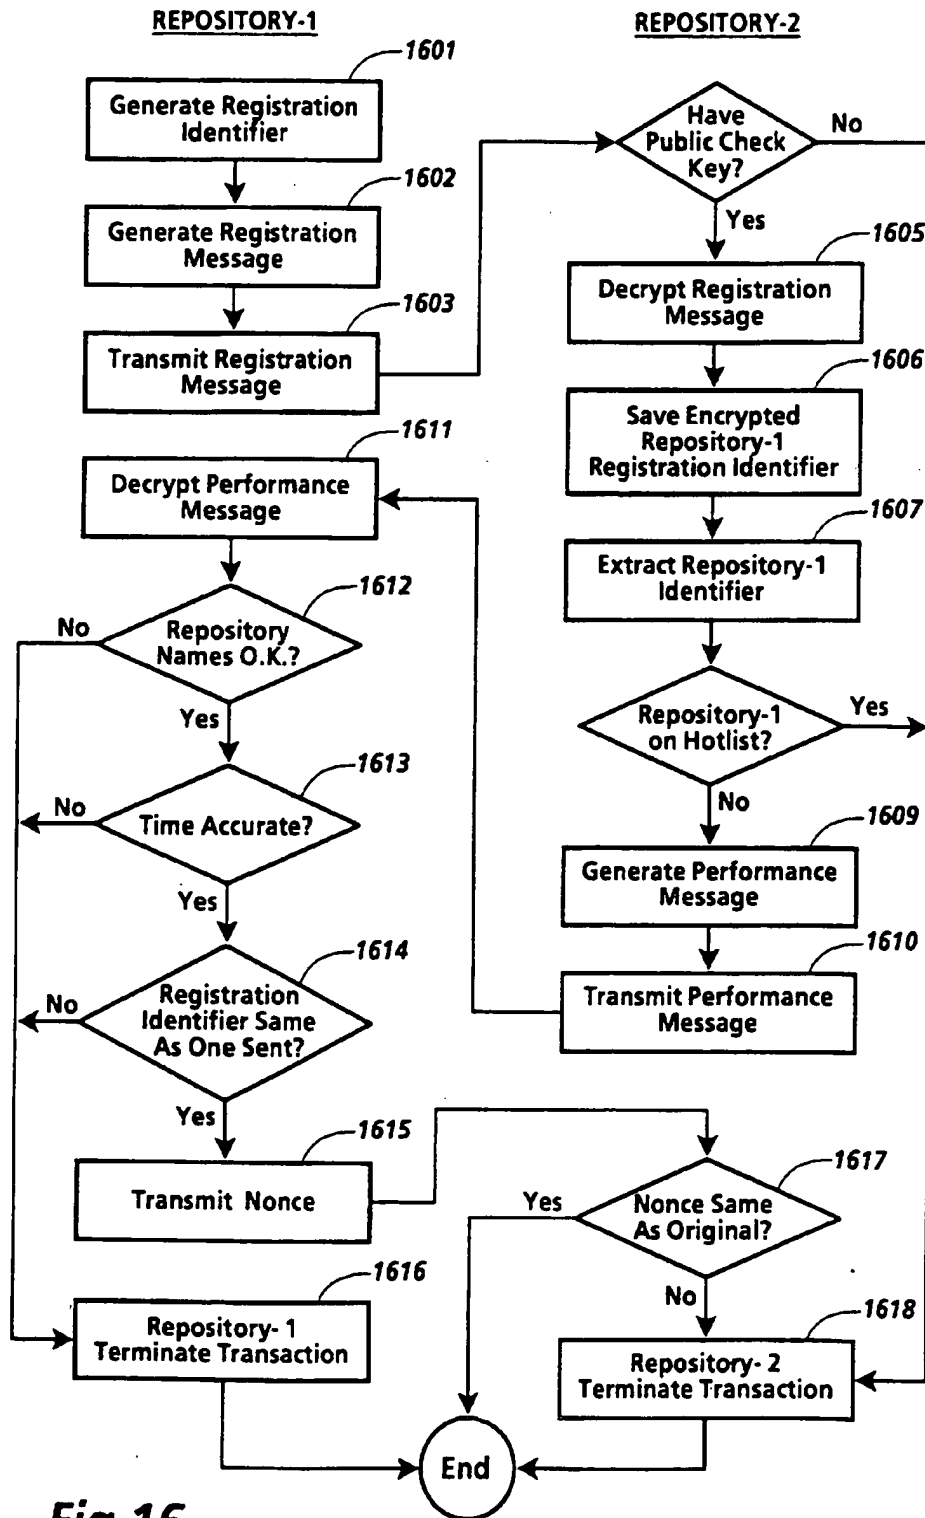 REPOSITORY-1
1601
Generate Registration
Identifier
1602
Generate Registration
Message
1603
Transmit Registration
Message
1611
Decrypt Performance
Message
1612
No
Repository
Names O.K.?
Yes
1613
No
Time Accurate?
Yes
1614
No
Registration
Identifier Same
As One Sent?
Yes
1615
Transmit Nonce
1616
Repository- 1
Terminate Transaction
REPOSITORY-2
Have
Public Check
Key?
No
Yes
1605
Decrypt Registration
Message
1606
Save Encrypted
Repository-1
Registration Identifier
1607
Extract Repository-1
Identifier
Repository-1
on Hotlist?
Yes
No
1609
Generate Performance
Message
1610
Transmit Performance
Message
1617
Yes
Nonce Same
As Original?
No
1618
Repository- 2
Terminate Transaction
End
Fig.16